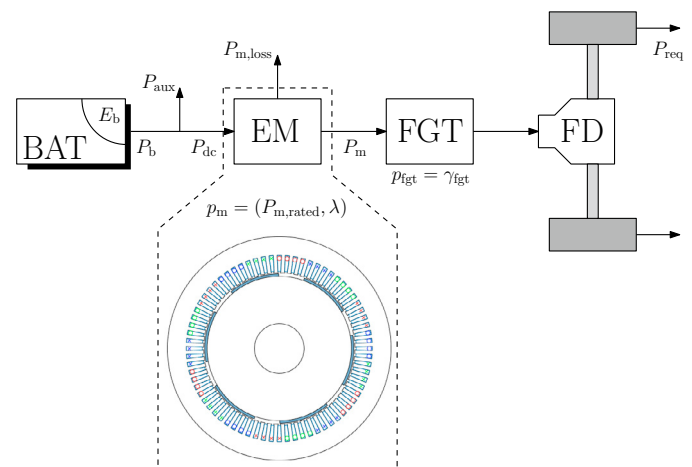 P_m,loss
P_req
P_aux
E_b
BAT
EM
FGT
FD
P_b
P_dc
P_m
p_fgt = γ_fgt
p_m = (P_m,rated, λ)